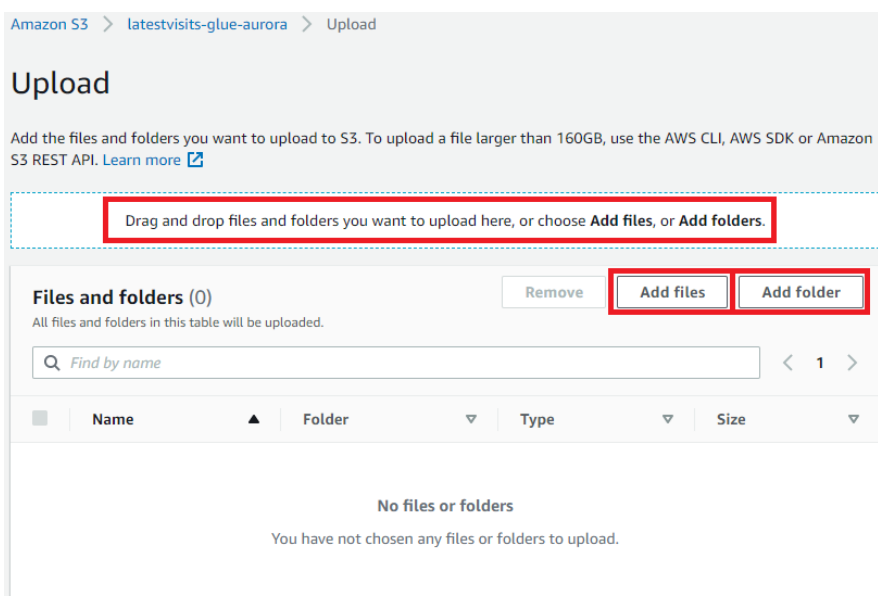 Amazon S3 > latestvisits-glue-aurora > Upload
Upload
Add the files and folders you want to upload to S3. To upload a file larger than 160GB, use the AWS CLI, AWS SDK or Amazon
S3 REST API. Learn more
Drag and drop files and folders you want to upload here, or choose Add files, or Add folders.
Files and folders (0)
Remove
Add files
Add folder
All files and folders in this table will be uploaded.
Find by name
< 1 >
Name Folder Type Size
No files or folders
You have not chosen any files or folders to upload.